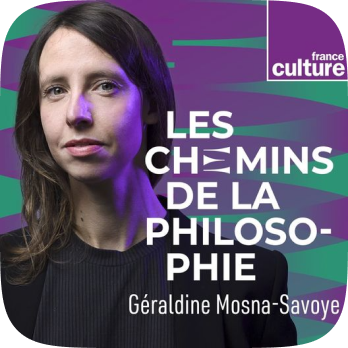 france
culture
LES
CHEMINS
DE LA
PHILOSO-
PHIE
Géraldine Mosna-Savoye